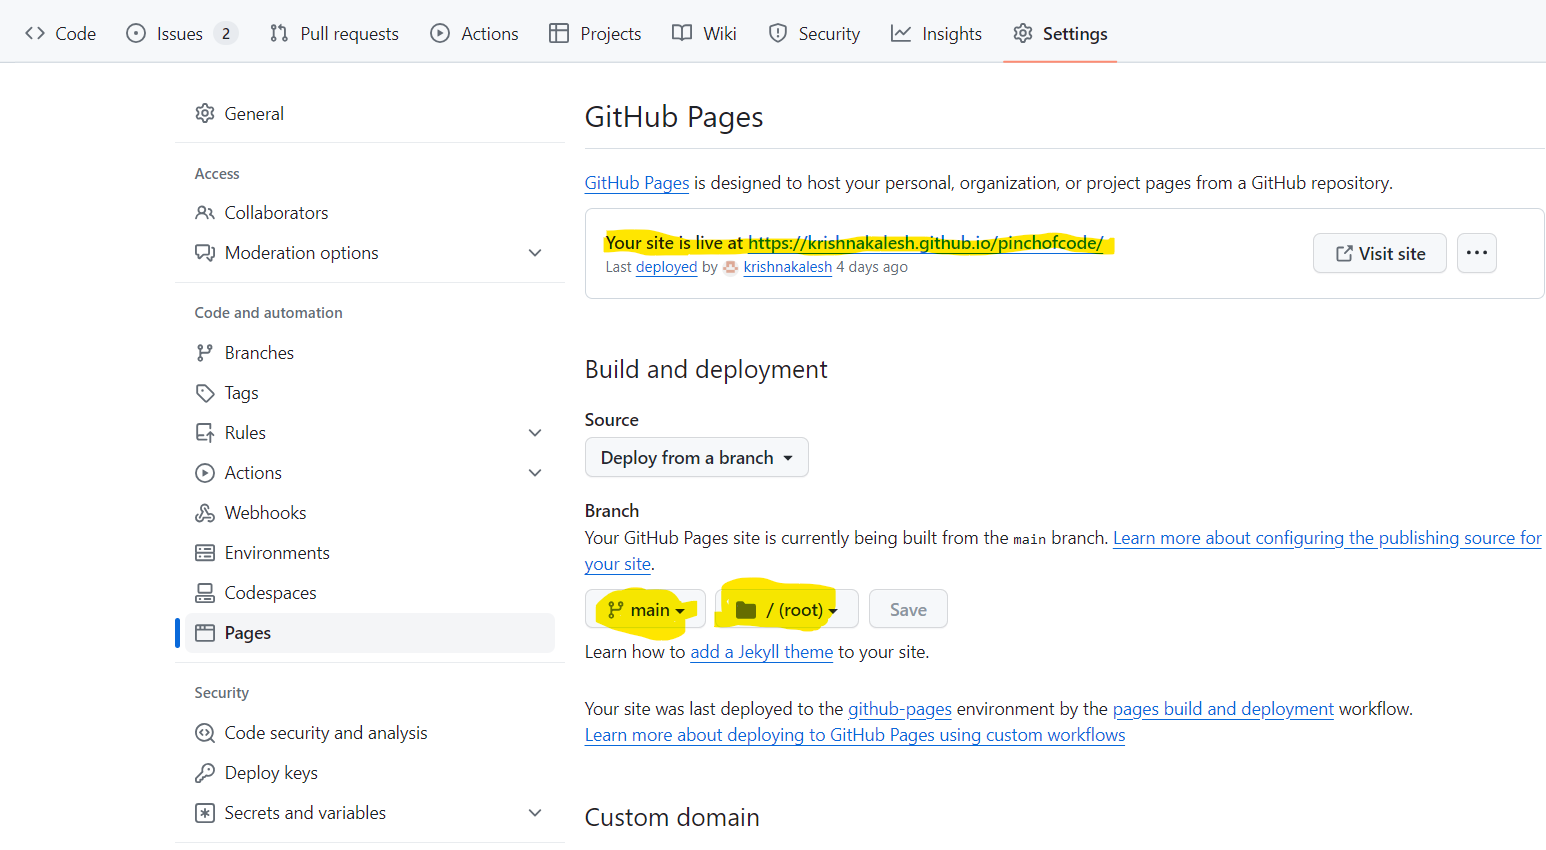 Code Issues 2 Pull requests Actions Projects Wiki Security Insights Settings
General
Access
Collaborators
Moderation options
Code and automation
Branches
Tags
Rules
Actions
Webhooks
Environments
Codespaces
Pages
Security
Code security and analysis
Deploy keys
Secrets and variables
GitHub Pages
GitHub Pages is designed to host your personal, organization, or project pages from a GitHub repository.
Your site is live at https://krishnakalesh.github.io/pinchofcode/
Last deployed by krishnakalesh 4 days ago
Visit site
Build and deployment
Source
Deploy from a branch
Branch
Your GitHub Pages site is currently being built from the main branch. Learn more about configuring the publishing source for
your site.
main / (root) Save
Learn how to add a Jekyll theme to your site.
Your site was last deployed to the github-pages environment by the pages build and deployment workflow.
Learn more about deploying to GitHub Pages using custom workflows
Custom domain